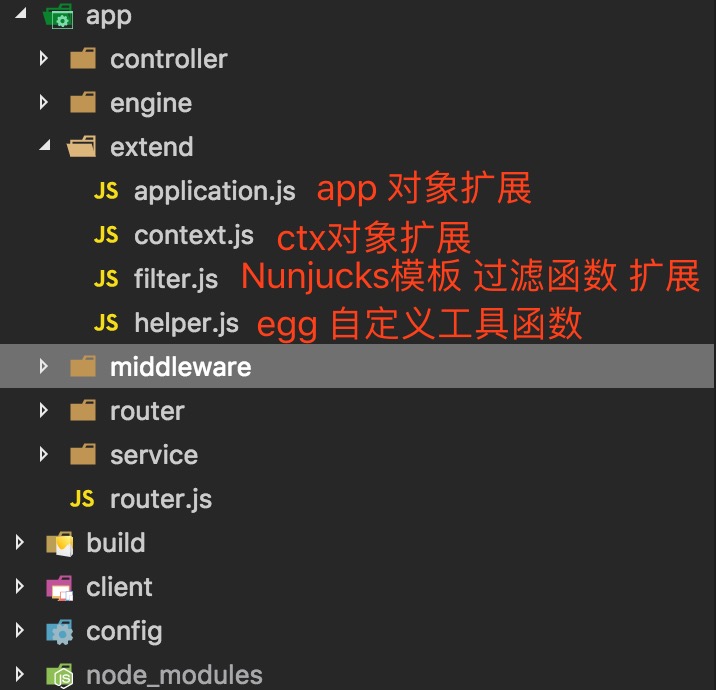 app
controller
engine
extend
JS application.js app 对象扩展
JS context.js ctx对象扩展
JS filter.js Nunjucks模板 过滤函数 扩展
JS helper.js egg 自定义工具函数
middleware
router
service
JS router.js
build
client
config
JS node_modules